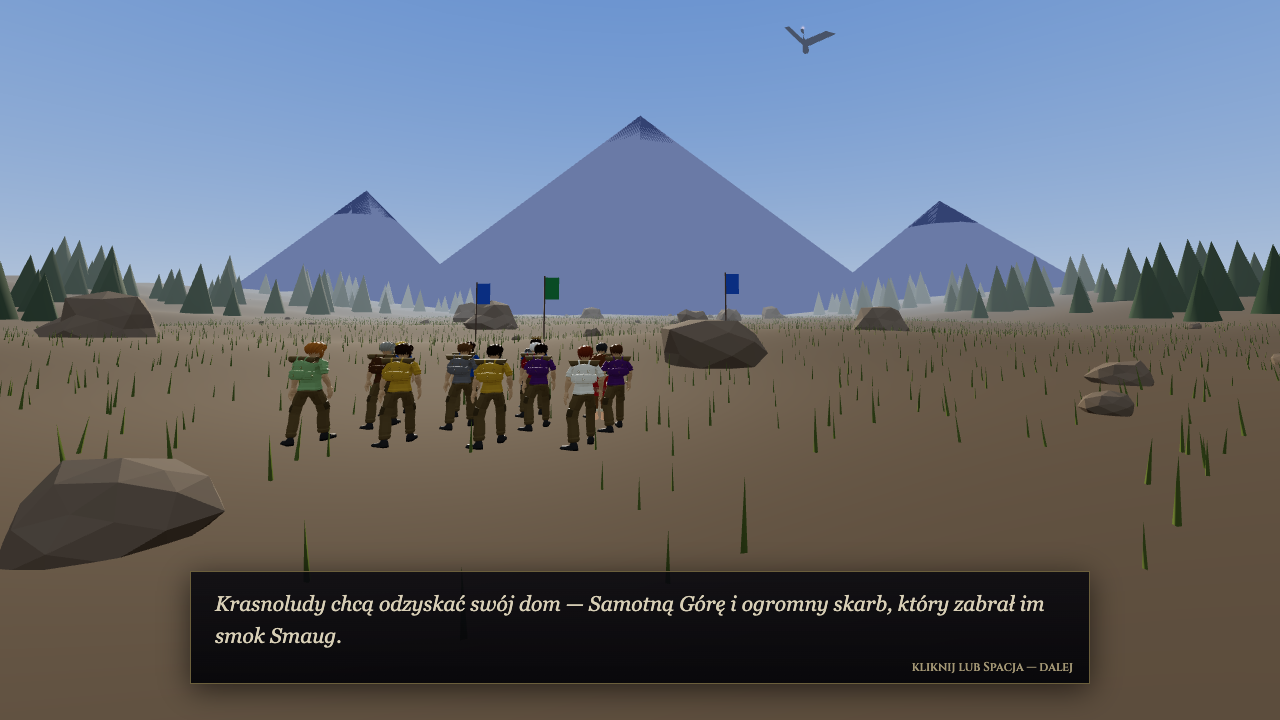 Krasnoludy chcą odzyskać swój dom — Samotną Górę i ogromny skarb, który zabrał im
smok Smaug.
KLIKNIJ LUB SPACJA — DALEJ